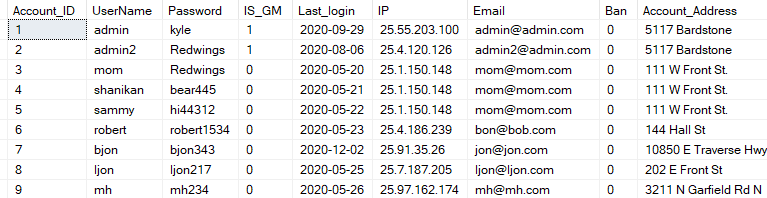 Account_ID UserName Password IS_GM Last_login IP Email Ban Account_Address
1 admin kyle 1 2020-09-29 25.55.203.100 admin@admin.com 0 5117 Bardstone
2 admin2 Redwings 1 2020-08-06 25.4.120.126 admin2@admin.com 0 5117 Bardstone
3 mom Redwings 0 2020-05-20 25.1.150.148 mom@mom.com 0 111 W Front St.
4 shanikan bear445 0 2020-05-21 25.1.150.148 mom@mom.com 0 111 W Front St.
5 sammy hi44312 0 2020-05-22 25.1.150.148 mom@mom.com 0 111 W Front St.
6 robert robert1534 0 2020-05-23 25.4.186.239 bon@bob.com 0 144 Hall St
7 bjon bjon343 0 2020-12-02 25.91.35.26 jon@jon.com 0 10850 E Traverse Hwy
8 ljon ljon217 0 2020-05-25 25.7.187.205 ljon@ljon.com 0 202 E Front St
9 mh mh234 0 2020-05-26 25.97.162.174 mh@mh.com 0 3211 N Garfield Rd N